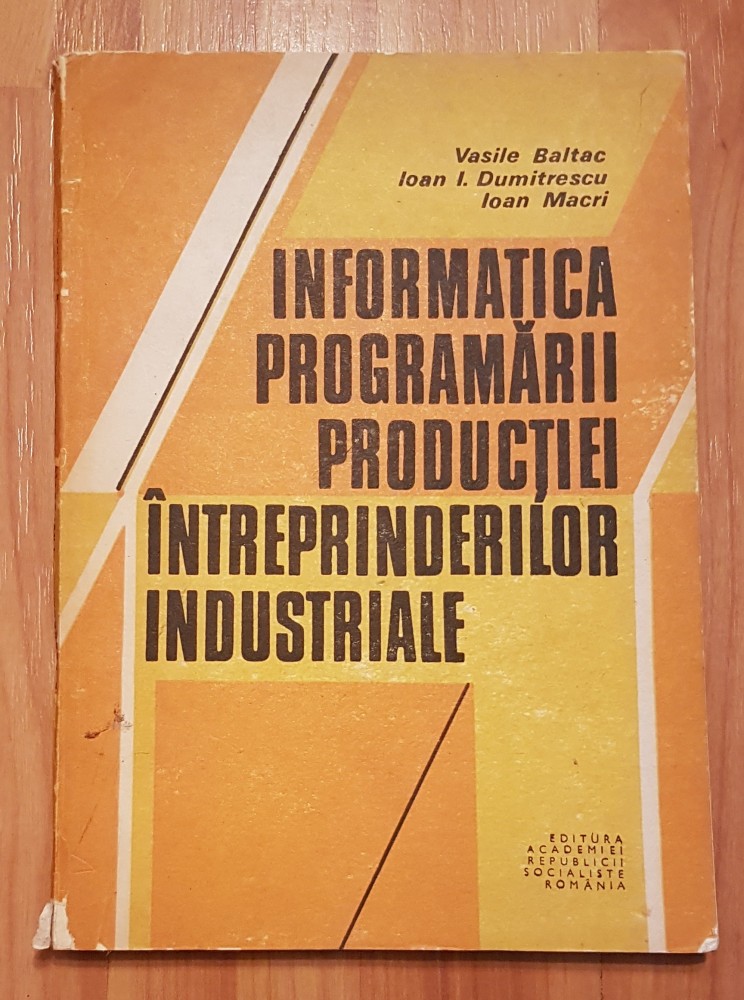 Vasile Baltac
Ioan I. Dumitrescu
Ioan Macri
INFORMATICA
PROGRAMĂRII
PRODUCȚIEI
ÎNTREPRINDERILOR
INDUSTRIALE
EDITURA
ACADEMIEI
REPUBLICII
SOCIALISTE
ROMÂNIA